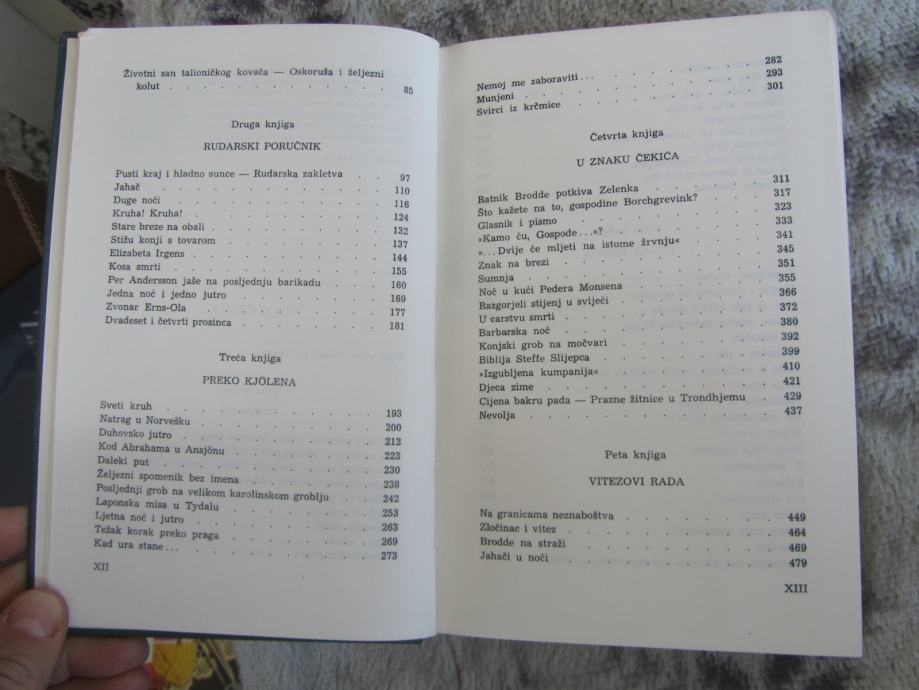 Životni san talioničkog kovača — Oskoruša i željezni
kolut . . . . . . . . . . . 85
Druga knjiga
RUDARSKI PORUČNIK
Pusti kraj i hladno sunce — Rudarska zakletva . . 97
Jahač . . . . . . . . . . . 110
Duge noći . . . . . . . . . . 116
Kruha! Kruha! . . . . . . . . . 124
Stare breze na obali . . . . . . . . 132
Stižu konji s tovarom . . . . . . . . 137
Elizabeta Irgens . . . . . . . . . 144
Kosa smrti . . . . . . . . . . 155
Per Andersson jaše na posljednju barikadu . . . 160
Jedna noć i jedno jutro . . . . . . . 169
Zvonar Erns-Ola . . . . . . . . . 177
Dvadeset i četvrti prosinca . . . . . . . 181
Treća knjiga
PREKO KJÖLENA
Sveti kruh . . . . . . . . . . 193
Natrag u Norvešku . . . . . . . . 200
Duhovsko jutro . . . . . . . . . 212
Kod Abrahama u Ansjönu . . . . . . . 223
Daleki put . . . . . . . . . . 230
Željezni spomenik bez imena . . . . . . 238
Posljednji grob na velikom karolinskom groblju . . 242
Laponska misa u Tydalu . . . . . . . 253
Ljetna noć i jutro . . . . . . . . 263
Težak korak preko praga . . . . . . . 269
Kad ura stane... . . . . . . . . . 273
XII
Nemoj me zaboraviti... . . . . . . . 282
Munjeni . . . . . . . . . . . 293
Svirci iz krčmice . . . . . . . . . 301
Četvrta knjiga
U ZNAKU ČEKIĆA
Ratnik Brodde potkiva Zelenka . . . . . 311
Što kažete na to, gospodine Borchgrevink? . . . 317
Glasnik i pismo . . . . . . . . . 323
»Kamo ću, Gospode...«? . . . . . . . 333
»...Dvije će mljeti na istome žrvnju« . . . . 341
Znak na brezi . . . . . . . . . 345
Sumnja . . . . . . . . . . . 351
Noć u kući Pedera Monsena . . . . . . 355
Razgorjeli stijenj u svijeći . . . . . . . 366
U carstvu smrti . . . . . . . . . 372
Barbarska noć . . . . . . . . . 380
Konjski grob na močvari . . . . . . . 392
Biblija Steffe Slijepca . . . . . . . . 399
»Izgubljena kumpanija« . . . . . . . 410
Djeca zime . . . . . . . . . . 421
Cijena bakru pada — Prazne žitnice u Trondhjemu . 429
Nevolja . . . . . . . . . . . 437
Peta knjiga
VITEZOVI RADA
Na granicama neznaboštva . . . . . . 449
Zločinac i vitez . . . . . . . . . 464
Brodde na straži . . . . . . . . . 469
Jahači u noći . . . . . . . . . 479
XIII